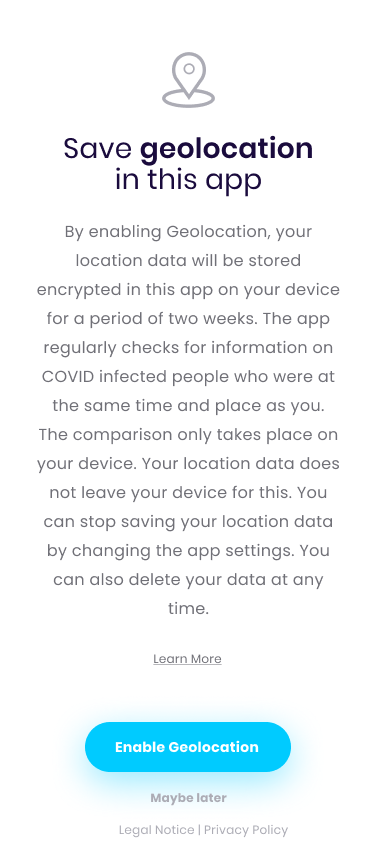 Save geolocation
in this app
By enabling Geolocation, your
location data will be stored
encrypted in this app on your device
for a period of two weeks. The app
regularly checks for information on
COVID infected people who were at
the same time and place as you.
The comparison only takes place on
your device. Your location data does
not leave your device for this. You
can stop saving your location data
by changing the app settings. You
can also delete your data at any
time.
Learn More
Enable Geolocation
Maybe later
Legal Notice | Privacy Policy